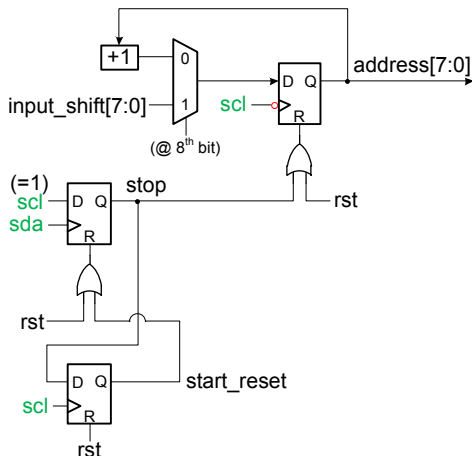 +1
0
1
input_shift[7:0]
(@ 8th bit)
D Q
scl
R
address[7:0]
rst
(=1)
scl
sda
D Q
R
stop
rst
D Q
scl
R
start_reset
rst